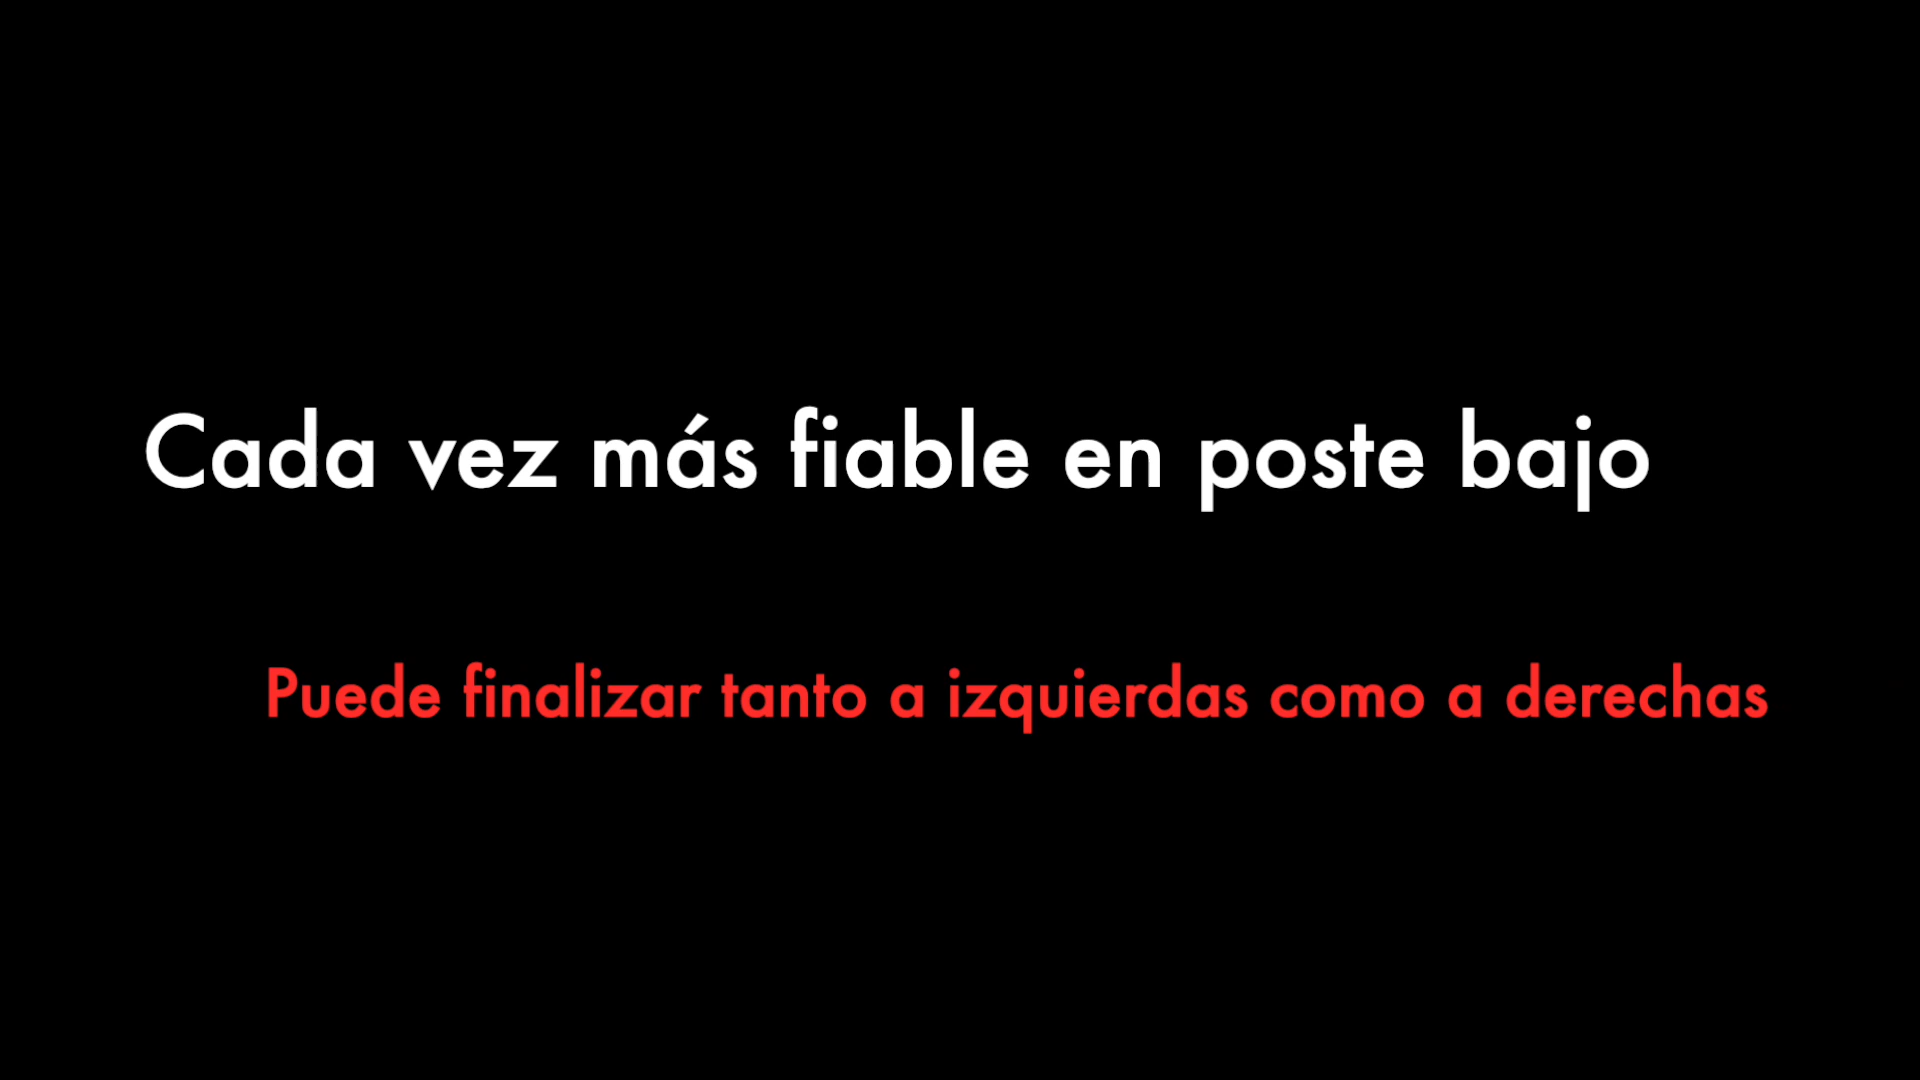 Cada vez más fiable en poste bajo
Puede finalizar tanto a izquierdas como a derechas